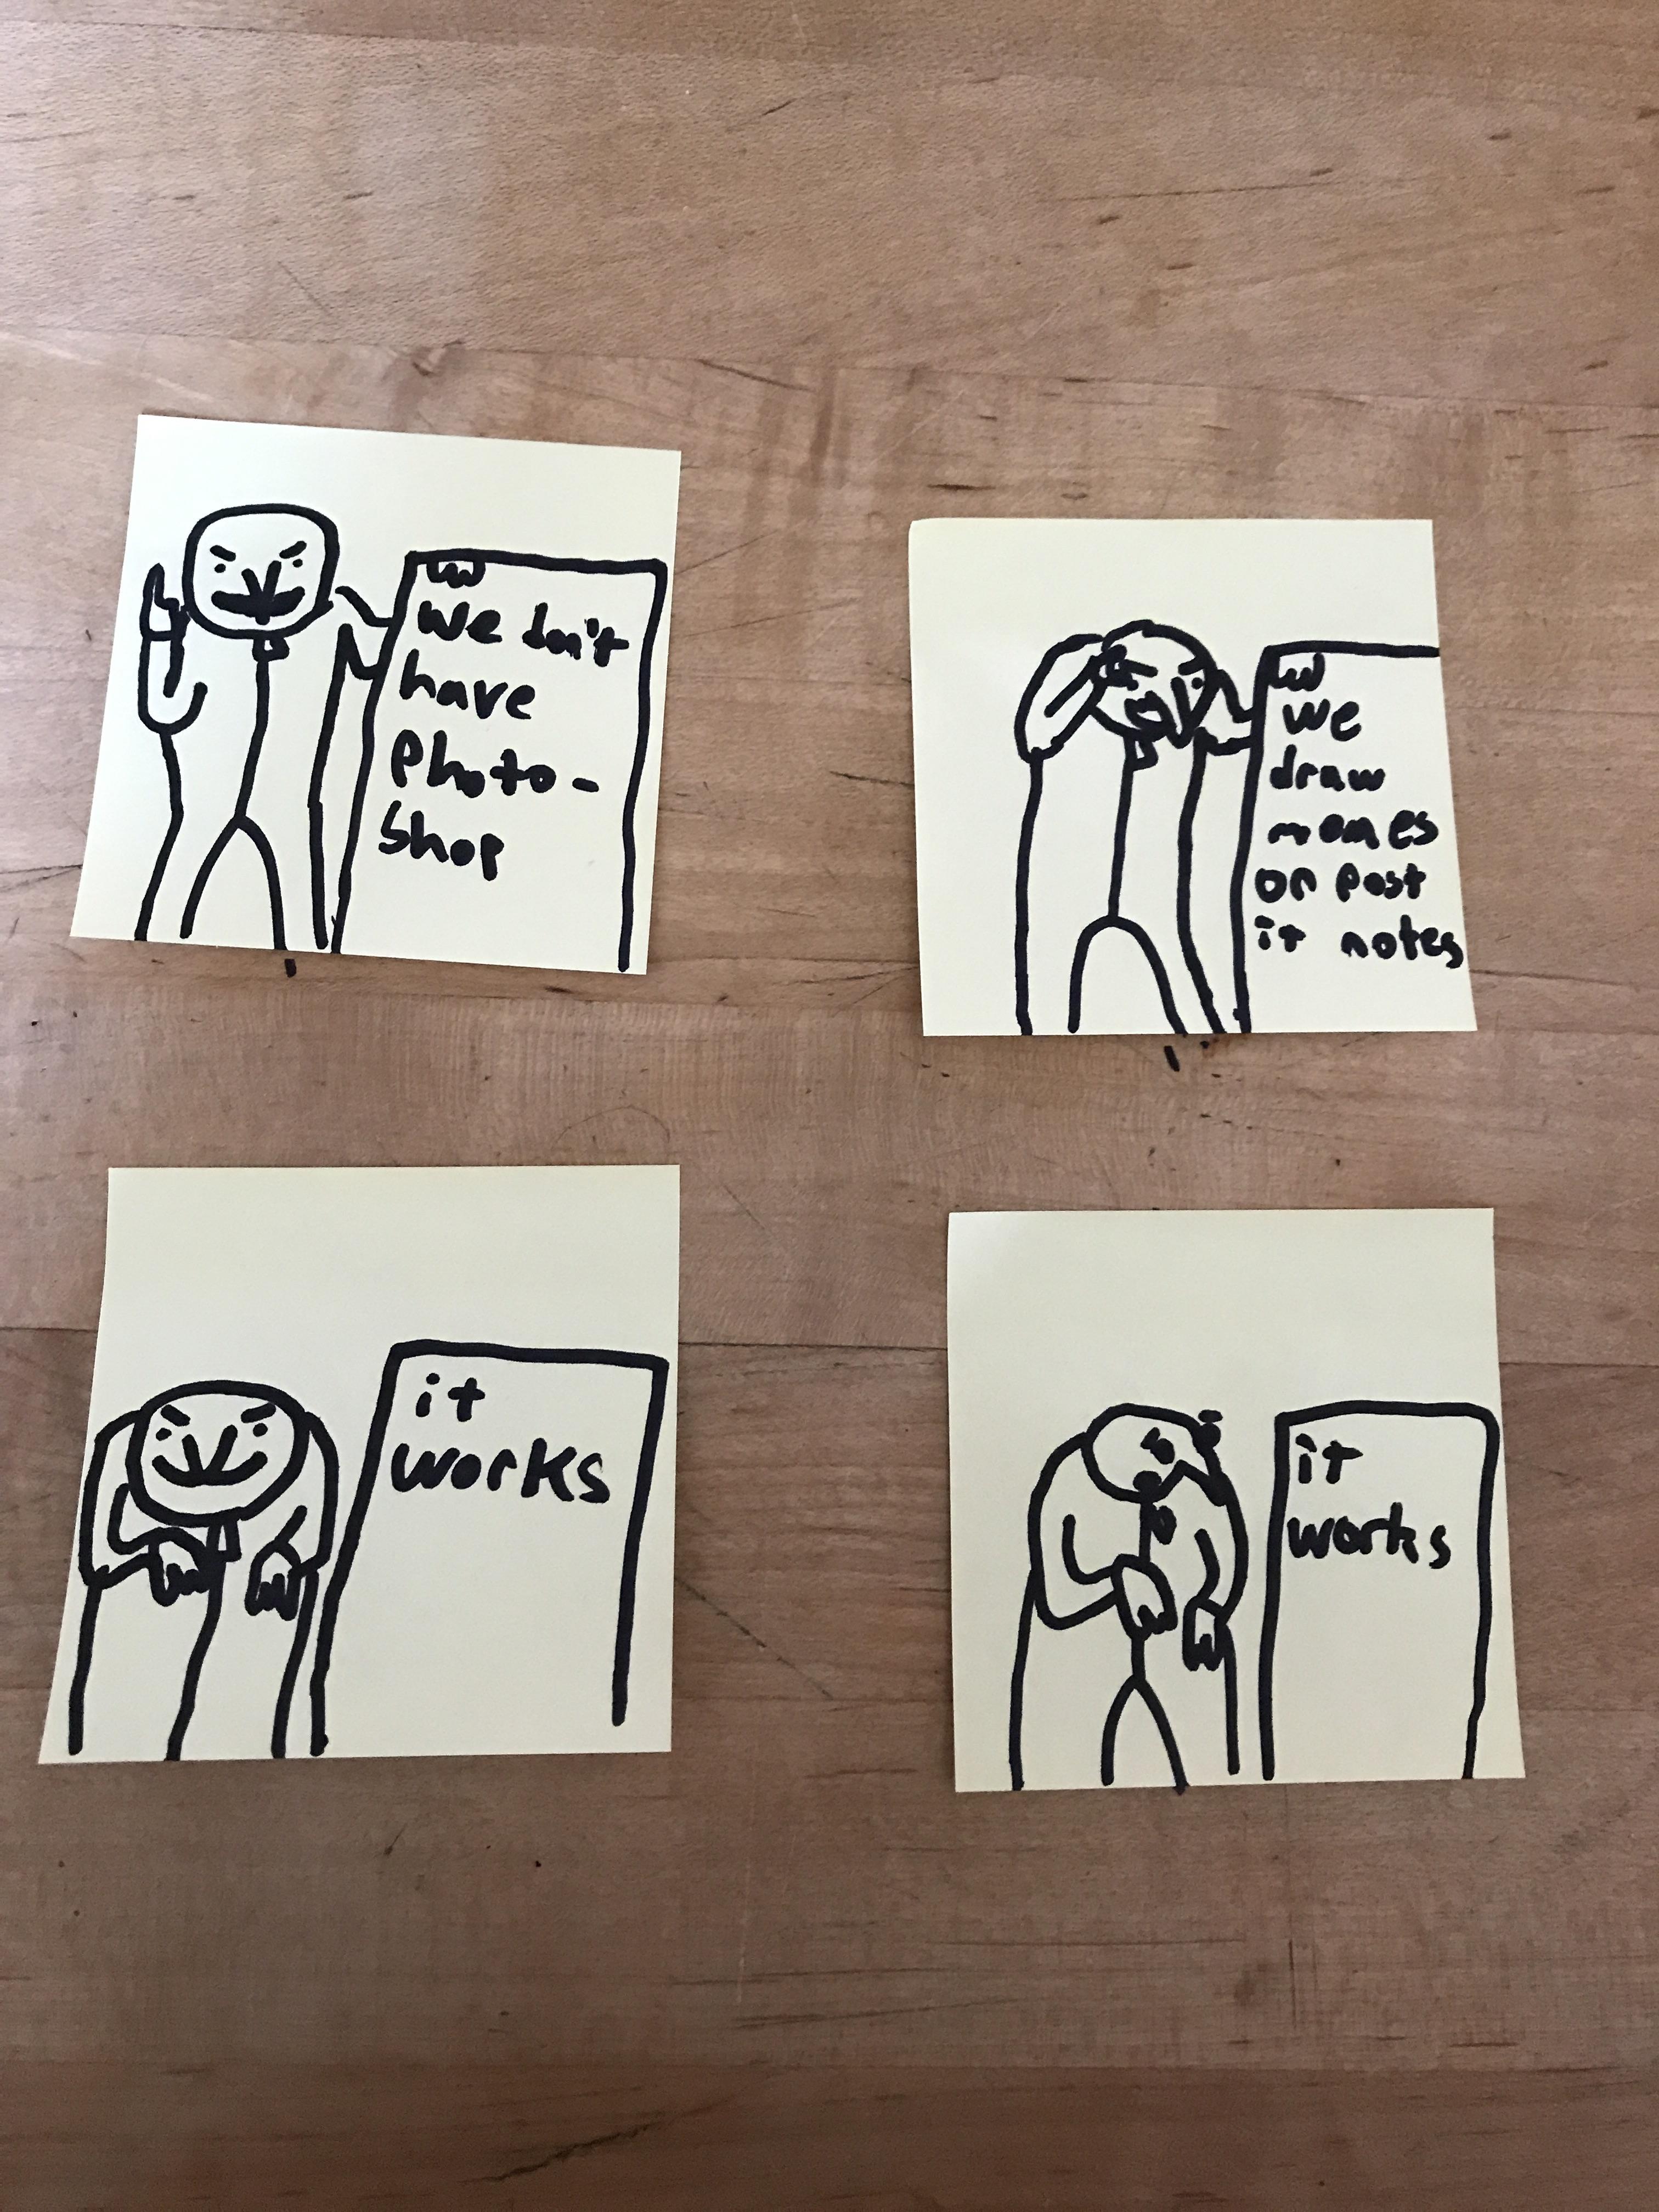 we don't
have
Photo-
Shop
we
draw
memes
on post
it notes
it
works
it
works